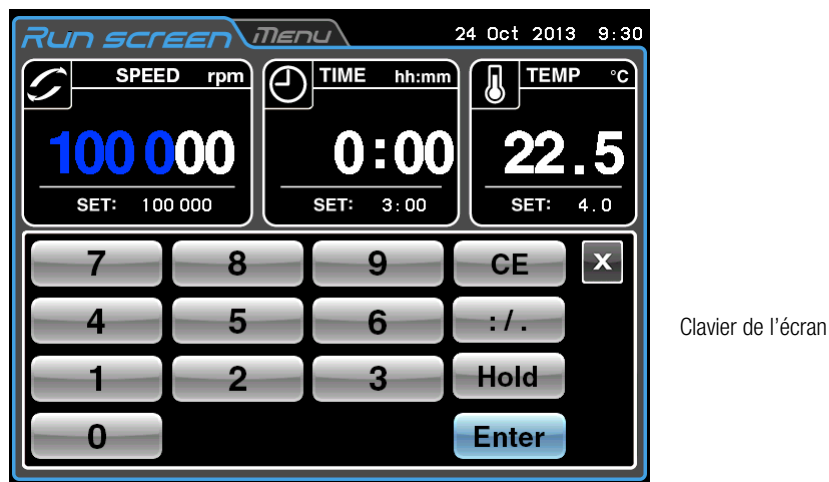 Run screen Menu 24 Oct 2013 9:30
SPEED rpm TIME hh:mm TEMP °C
100 000 0:00 22.5
SET: 100 000 SET: 3:00 SET: 4.0
7 8 9 CE X
4 5 6 :/.
Clavier de l'écran
1 2 3 Hold
0 Enter